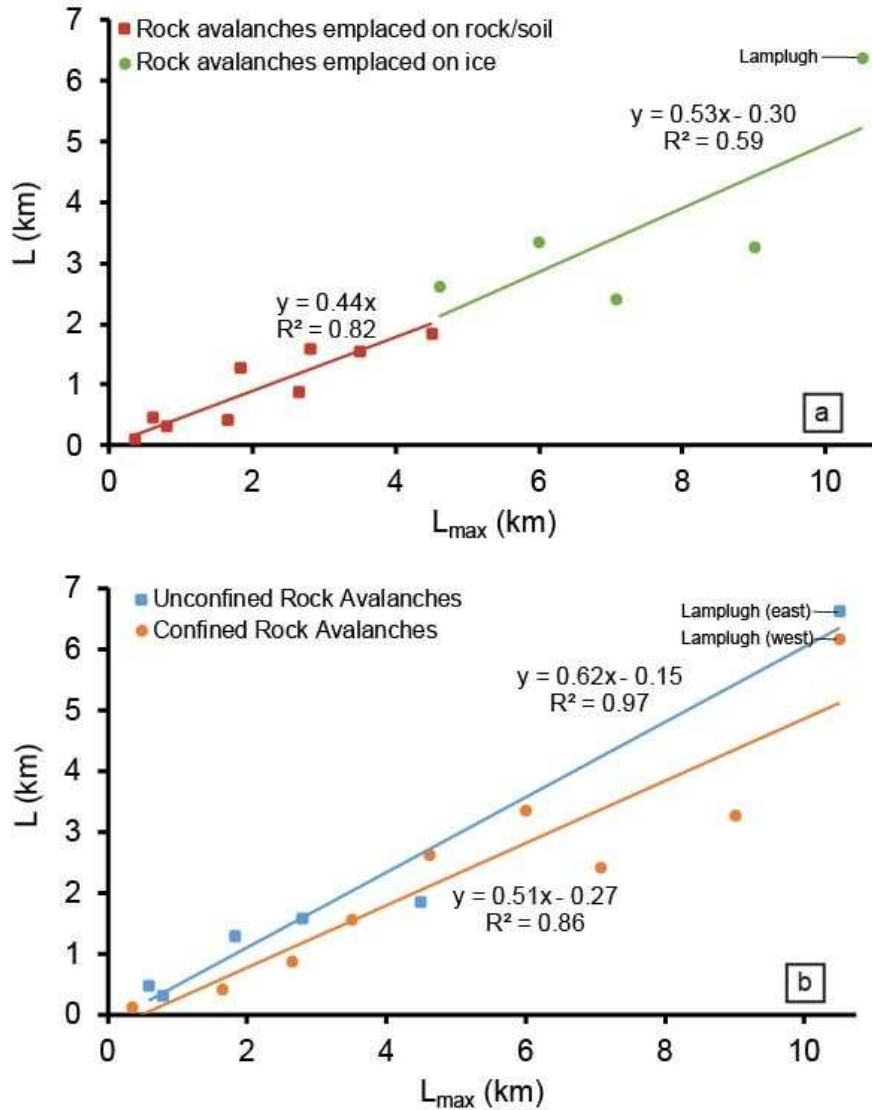 7
Rock avalanches emplaced on rock/soil
Rock avalanches emplaced on ice
Lamplugh
6
y = 0.53x - 0.30
R² = 0.59
5
4
L (km)
3
y = 0.44x
R² = 0.82
2
1
a
0
0 2 4 6 8 10
Lmax (km)
7
Unconfined Rock Avalanches
Confined Rock Avalanches
Lamplugh (east)
Lamplugh (west)
6
y = 0.62x - 0.15
R² = 0.97
5
4
L (km)
3
2
y = 0.51x - 0.27
R² = 0.86
1
b
0
0 2 4 6 8 10
Lmax (km)